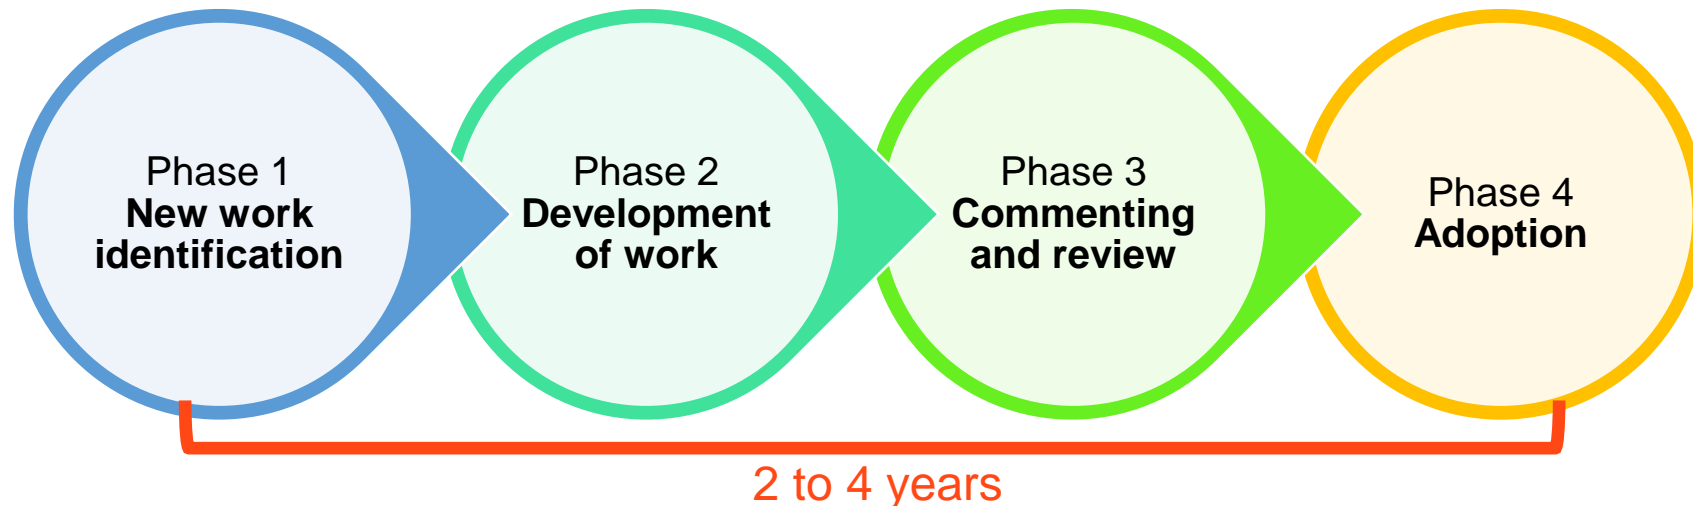 Phase 1
New work
identification
Phase 2
Development
of work
Phase 3
Commenting
and review
Phase 4
Adoption
2 to 4 years